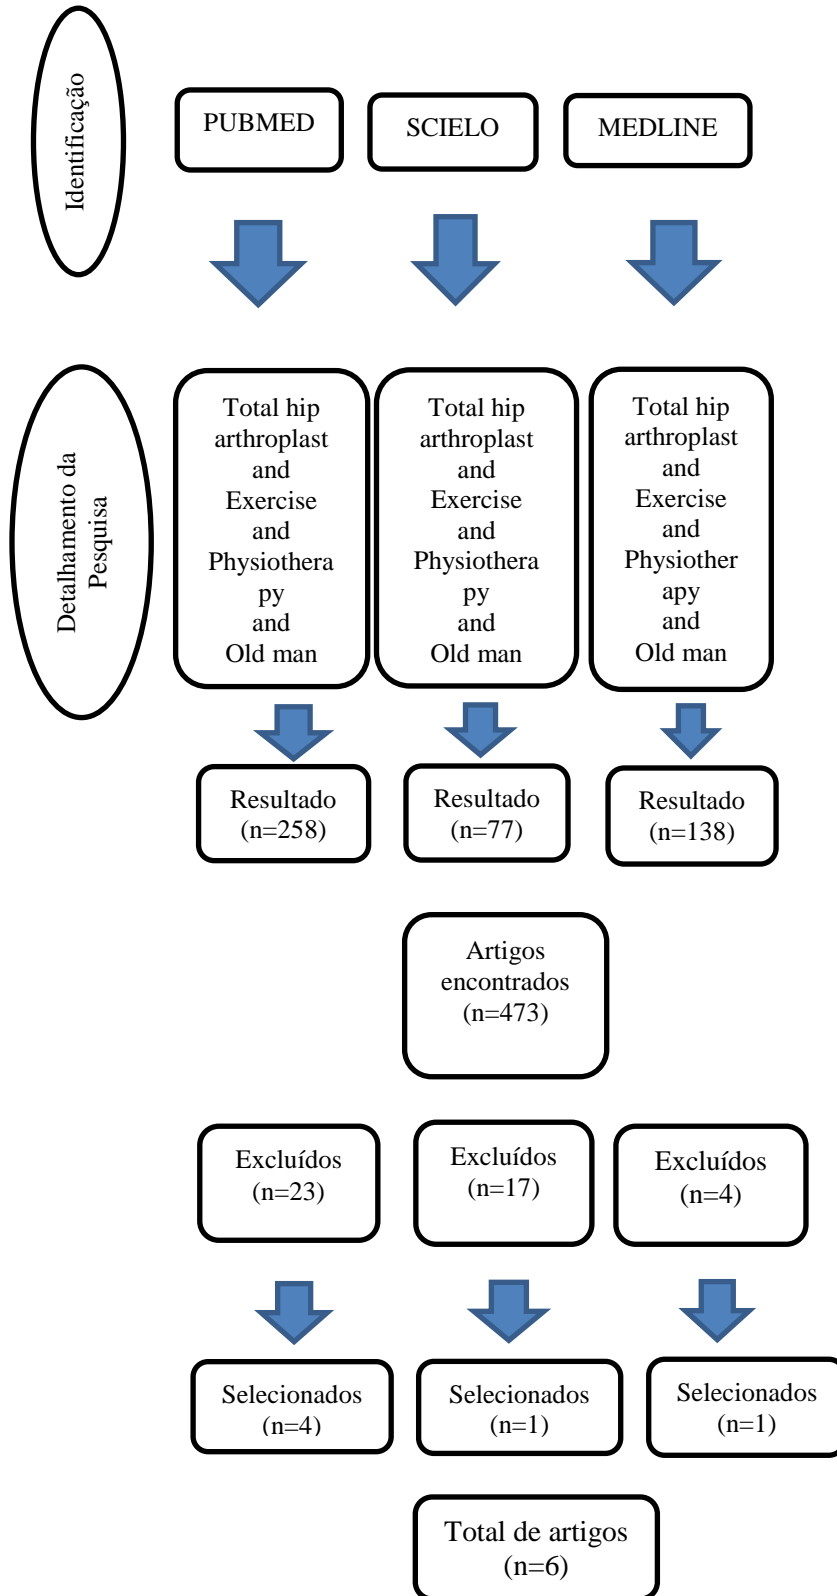 Identificação
PUBMED
SCIELO
MEDLINE
Detalhamento da
Pesquisa
Total hip
arthroplast
and
Exercise
and
Physiothera
py
and
Old man
Total hip
arthroplast
and
Exercise
and
Physiothera
py
and
Old man
Total hip
arthroplast
and
Exercise
and
Physiother
apy
and
Old man
Resultado
(n=258)
Resultado
(n=77)
Resultado
(n=138)
Artigos
encontrados
(n=473)
Excluídos
(n=23)
Excluídos
(n=17)
Excluídos
(n=4)
Selecionados
(n=4)
Selecionados
(n=1)
Selecionados
(n=1)
Total de artigos
(n=6)